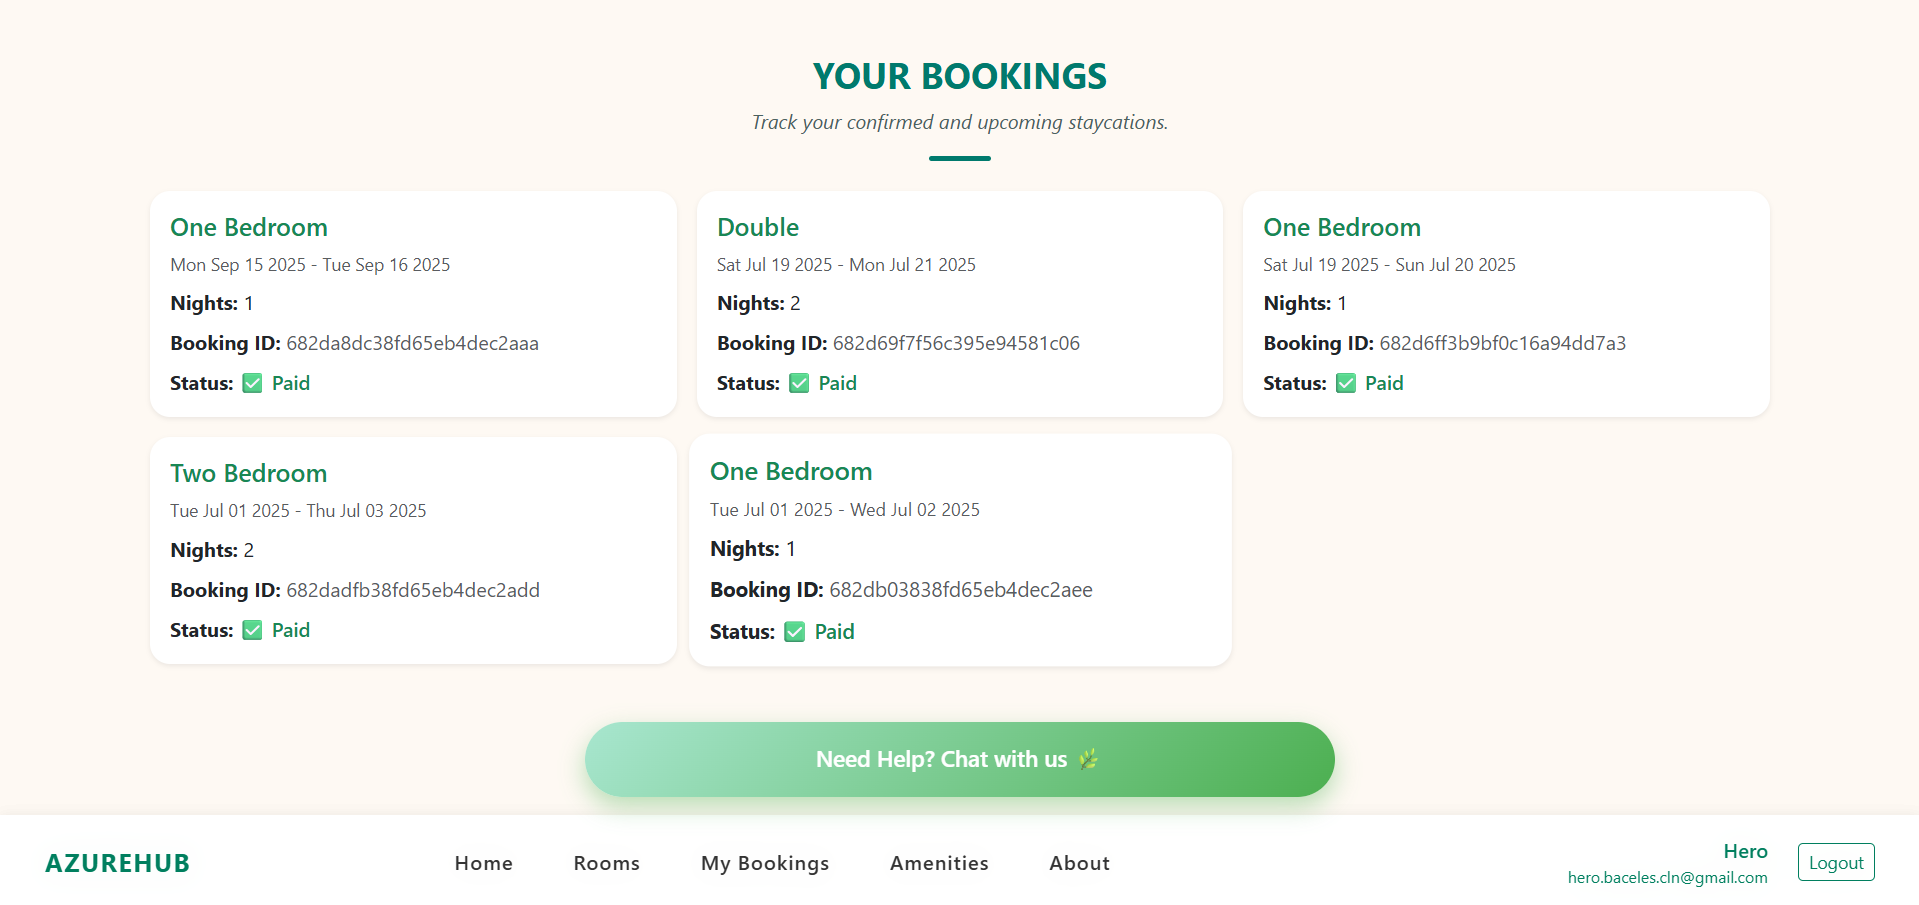 YOUR BOOKINGS
Track your confirmed and upcoming staycations.
One Bedroom
Mon Sep 15 2025 - Tue Sep 16 2025
Nights: 1
Booking ID: 682da8dc38fd65eb4dec2aaa
Status: ✅ Paid
Double
Sat Jul 19 2025 - Mon Jul 21 2025
Nights: 2
Booking ID: 682d69f7f56c395e94581c06
Status: ✅ Paid
One Bedroom
Sat Jul 19 2025 - Sun Jul 20 2025
Nights: 1
Booking ID: 682d6ff3b9bf0c16a94dd7a3
Status: ✅ Paid
Two Bedroom
Tue Jul 01 2025 - Thu Jul 03 2025
Nights: 2
Booking ID: 682dadfb38fd65eb4dec2add
Status: ✅ Paid
One Bedroom
Tue Jul 01 2025 - Wed Jul 02 2025
Nights: 1
Booking ID: 682db03838fd65eb4dec2aee
Status: ✅ Paid
Need Help? Chat with us 🌿
AZUREHUB
Home
Rooms
My Bookings
Amenities
About
Hero
hero.baceles.cln@gmail.com
Logout